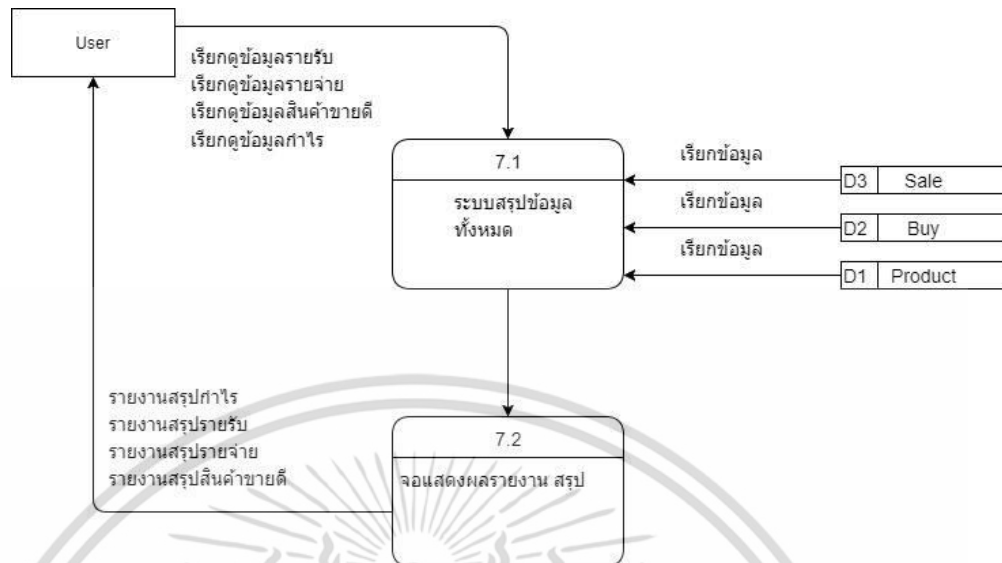 User
เรียกดูข้อมูลรายรับ
เรียกดูข้อมูลรายจ่าย
เรียกดูข้อมูลสินค้าขายดี
เรียกดูข้อมูลกำไร
7.1
ระบบสรุปข้อมูล
ทั้งหมด
เรียกข้อมูล
D3 Sale
เรียกข้อมูล
D2 Buy
เรียกข้อมูล
D1 Product
รายงานสรุปกำไร
รายงานสรุปรายรับ
รายงานสรุปรายจ่าย
รายงานสรุปสินค้าขายดี
7.2
จอแสดงผลรายงาน สรุป